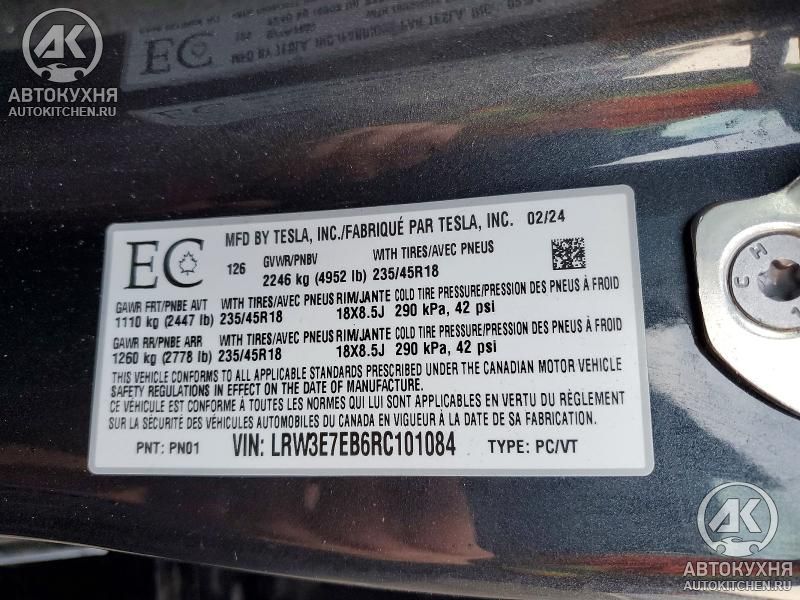 AK
АВТОКУХНЯ
AUTOKITCHEN.RU
EC
MFD BY TESLA, INC./FABRIQUÉ PAR TESLA, INC. 02/24
126 GVWR/PNBV WITH TIRES/AVEC PNEUS
2246 kg (4952 lb) 235/45R18
GAWR FRT/PNBE AVT WITH TIRES/AVEC PNEUS RIM/JANTE COLD TIRE PRESSURE/PRESSION DES PNEUS À FROID
1110 kg (2447 lb) 235/45R18 18X8.5J 290 kPa, 42 psi
GAWR RR/PNBE ARR WITH TIRES/AVEC PNEUS RIM/JANTE COLD TIRE PRESSURE/PRESSION DES PNEUS À FROID
1260 kg (2778 lb) 235/45R18 18X8.5J 290 kPa, 42 psi
THIS VEHICLE CONFORMS TO ALL APPLICABLE STANDARDS PRESCRIBED UNDER THE CANADIAN MOTOR VEHICLE
SAFETY REGULATIONS IN EFFECT ON THE DATE OF MANUFACTURE.
CE VÉHICULE EST CONFORME À TOUTES LES NORMES QUI LUI SONT APPLICABLES EN VERTU DU RÈGLEMENT
SUR LA SÉCURITÉ DES VÉHICULES AUTOMOBILES DU CANADA EN VIGUEUR À LA DATE DE SA FABRICATION.
PNT: PN01 VIN: LRW3E7EB6RC101084 TYPE: PC/VT
C H
AK
АВТОКУХНЯ
AUTOKITCHEN.RU